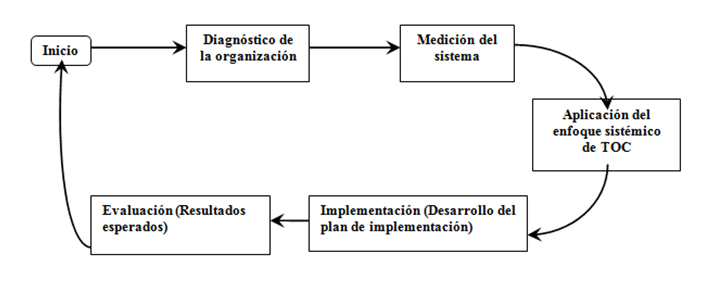 Inicio
Diagnóstico de
la organización
Medición del
sistema
Aplicación del
enfoque sistémico
de TOC
Implementación (Desarrollo del
plan de implementación)
Evaluación (Resultados
esperados)